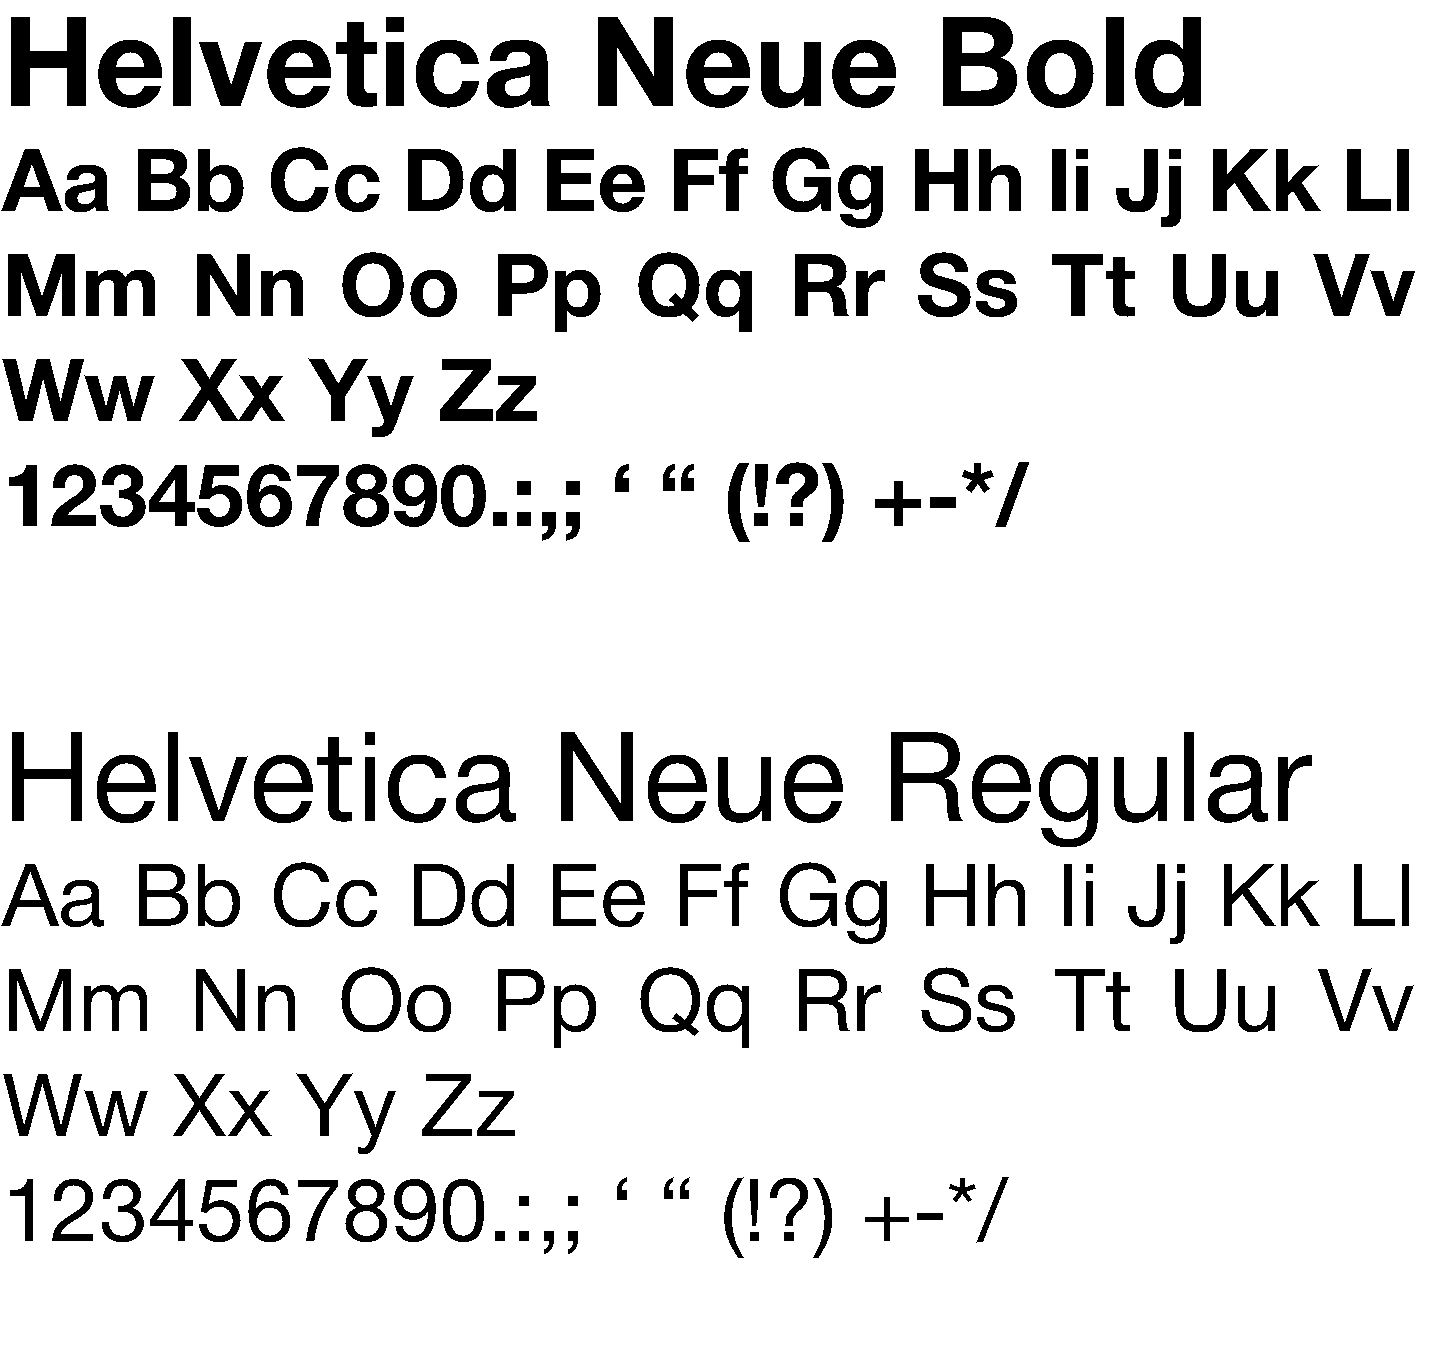 Helvetica Neue Bold
Aa Bb Cc Dd Ee Ff Gg Hh Ii Jj Kk Ll
Mm Nn Oo Pp Qq Rr Ss Tt Uu Vv
Ww Xx Yy Zz
1234567890.:,; ‘ “ (!?) +-*/
Helvetica Neue Regular
Aa Bb Cc Dd Ee Ff Gg Hh Ii Jj Kk Ll
Mm Nn Oo Pp Qq Rr Ss Tt Uu Vv
Ww Xx Yy Zz
1234567890.:,; ‘ “ (!?) +-*/